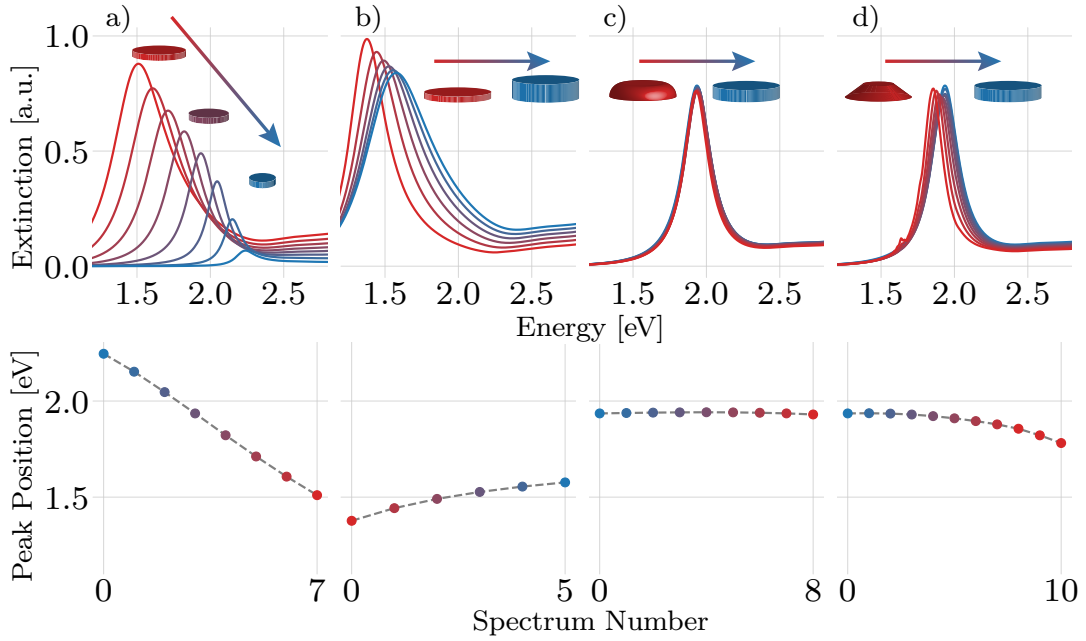 a) b) c) d)
Extinction [a.u.]
1.0
0.5
0.0
1.5 2.0 2.5 1.5 2.0 2.5 1.5 2.0 2.5 1.5 2.0 2.5
Energy [eV]
Peak Position [eV]
2.0
1.5
0 7 0 5 0 8 0 10
Spectrum Number